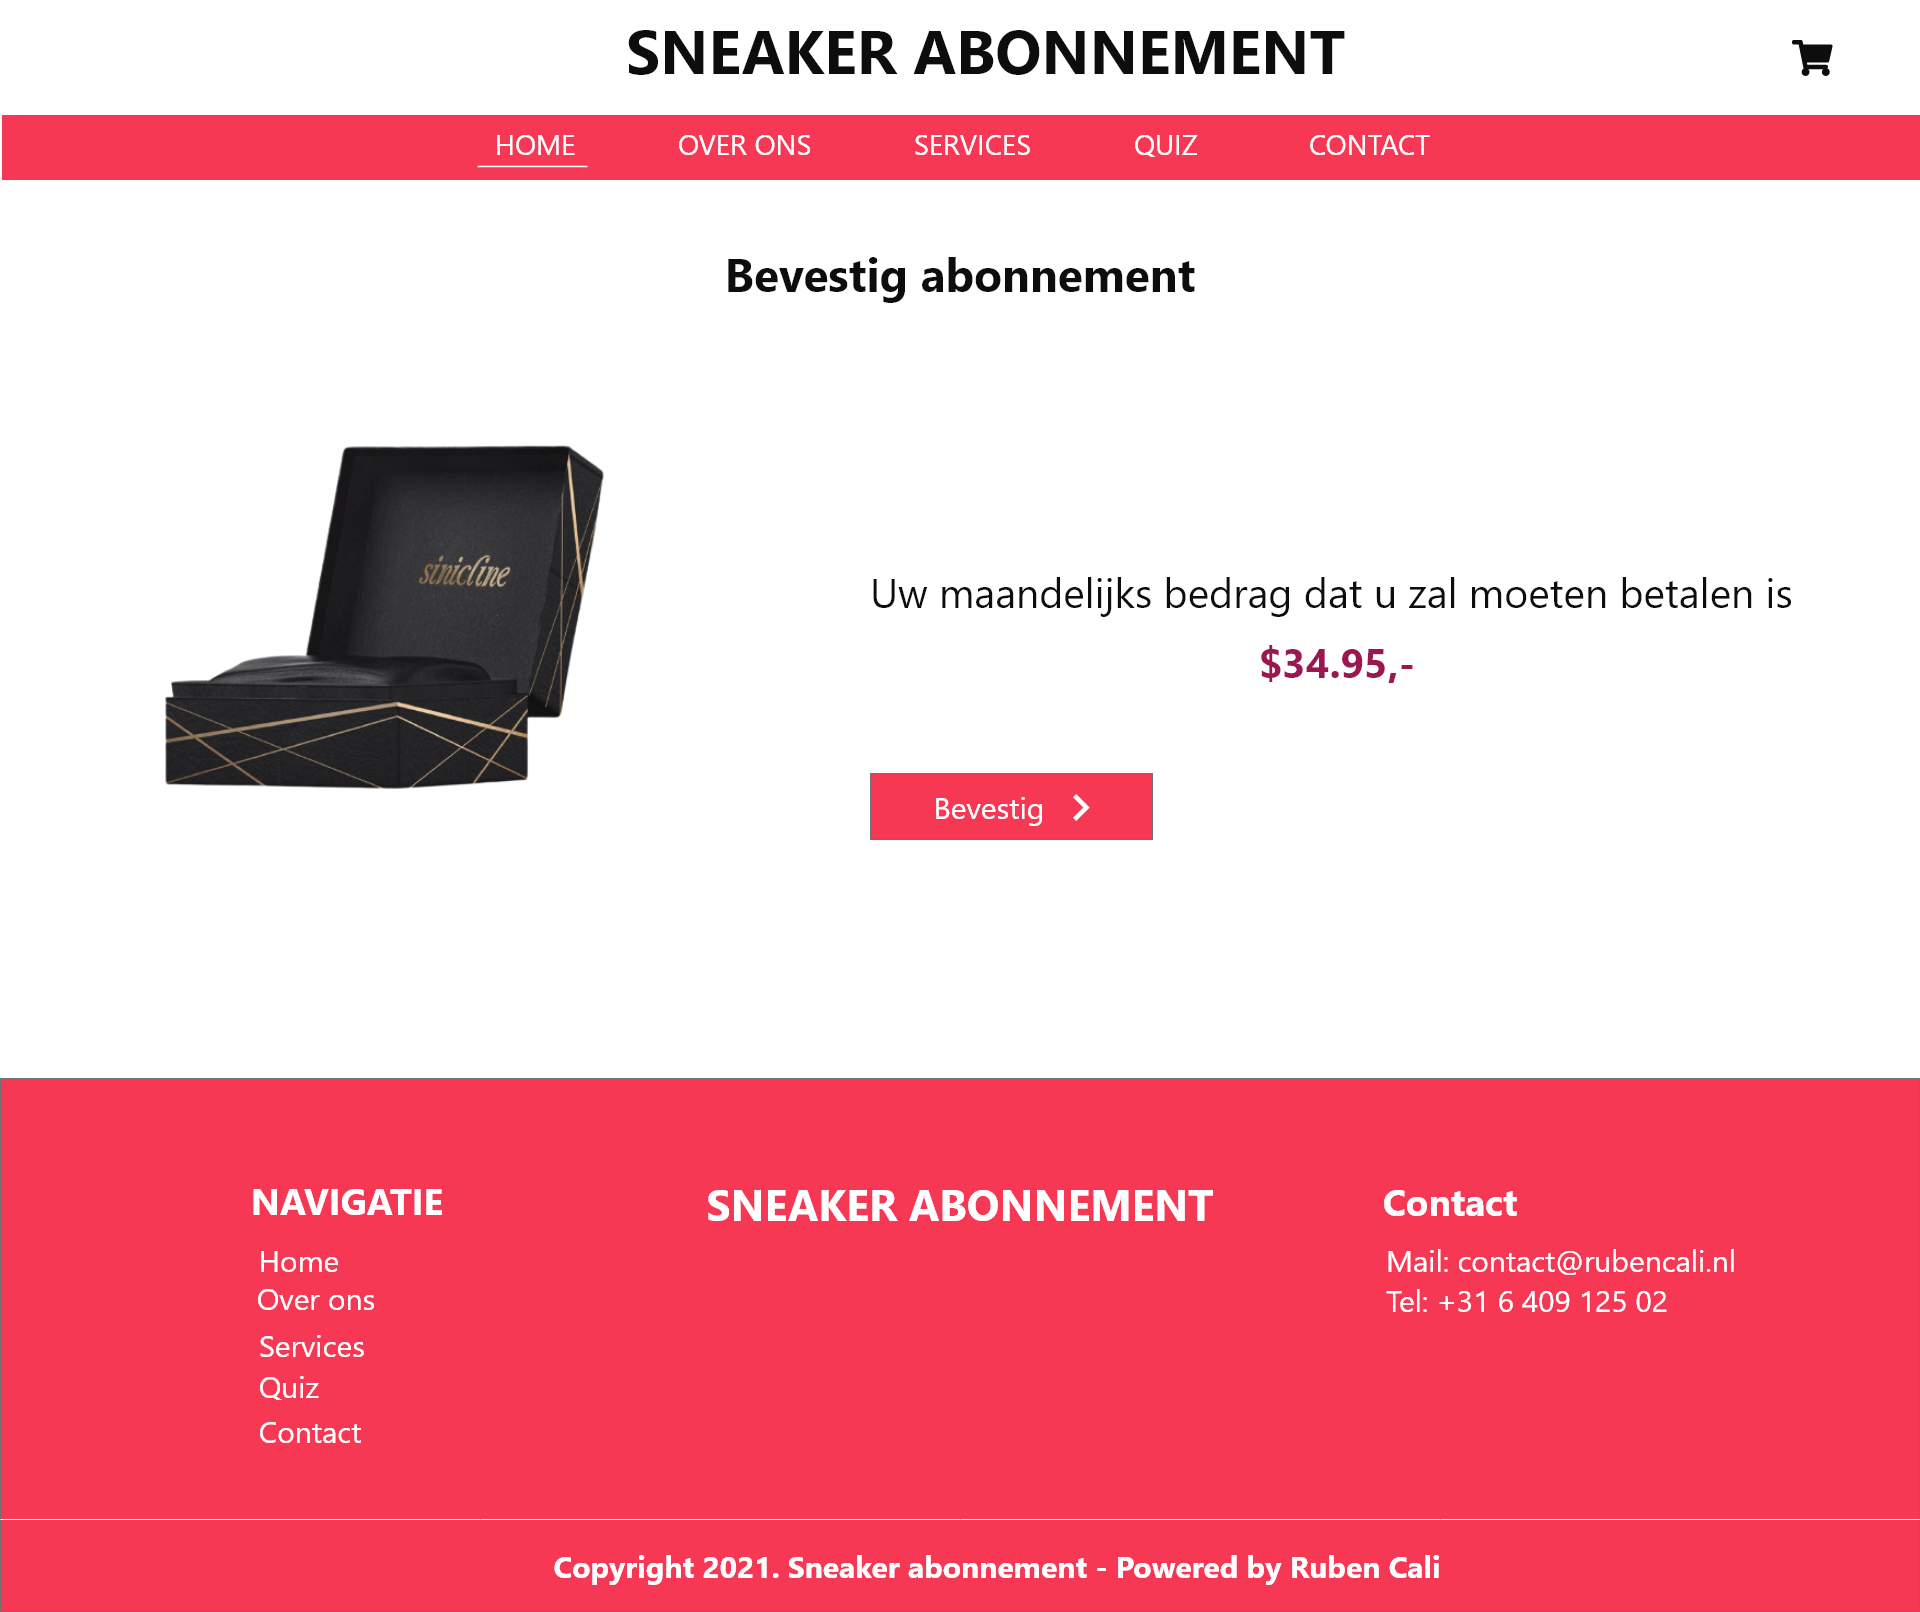 SNEAKER ABONNEMENT
HOME OVER ONS SERVICES QUIZ CONTACT
Bevestig abonnement
sinicline
Uw maandelijks bedrag dat u zal moeten betalen is
$34.95,-
Bevestig
NAVIGATIE
Home
Over ons
Services
Quiz
Contact
SNEAKER ABONNEMENT
Contact
Mail: contact@rubencali.nl
Tel: +31 6 409 125 02
Copyright 2021. Sneaker abonnement - Powered by Ruben Cali